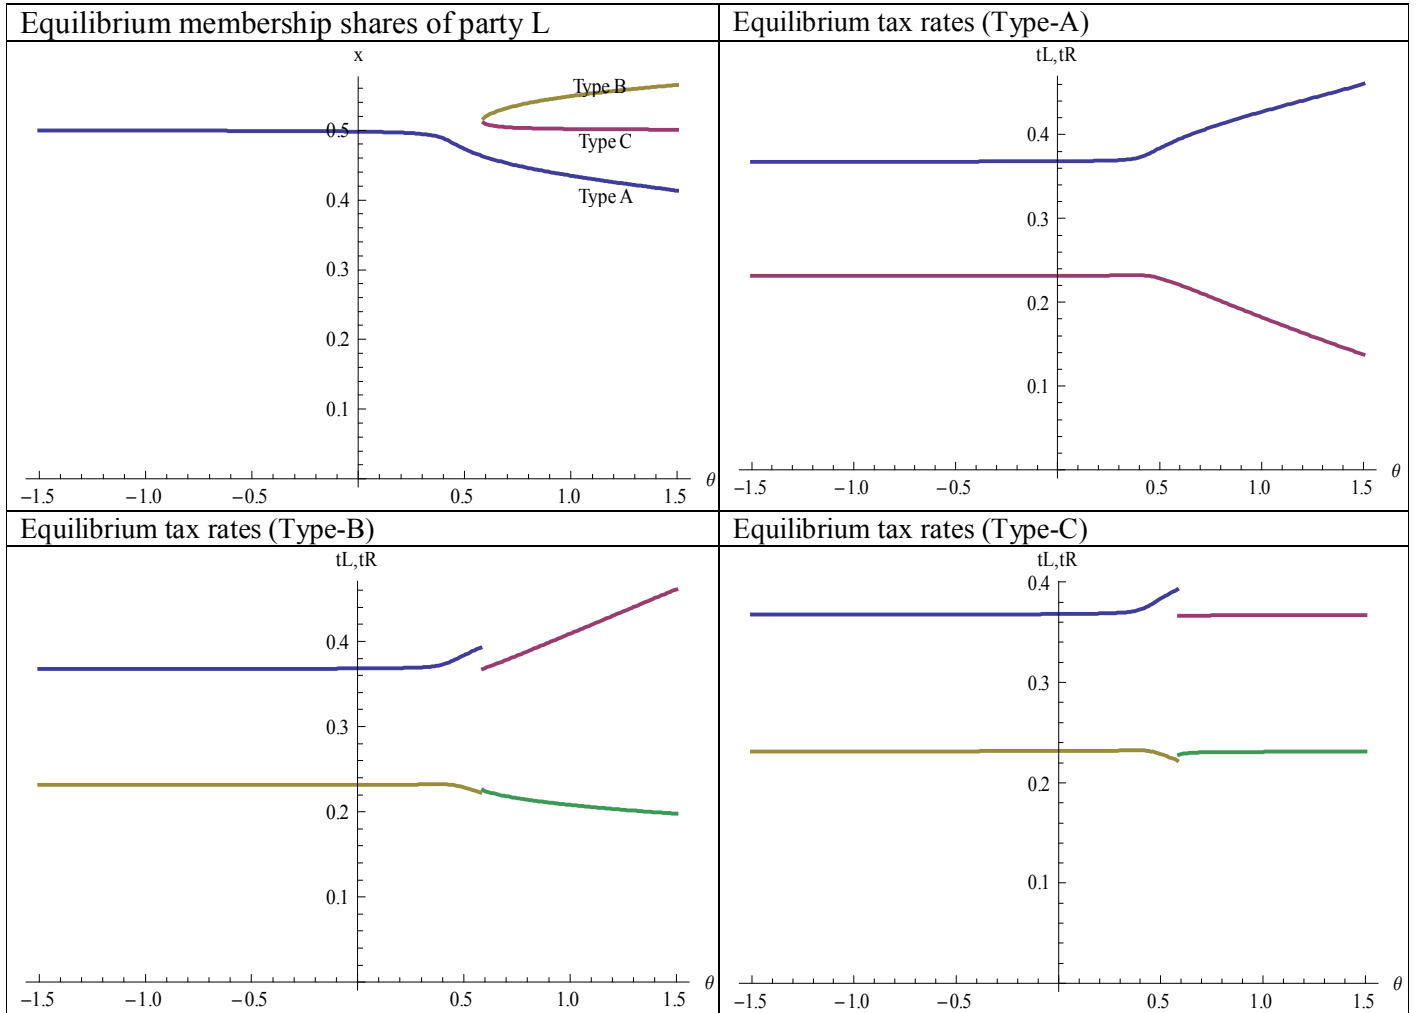 Equilibrium membership shares of party L
x
Type B
0.5
Type C
0.4
Type A
0.3
0.2
0.1
−1.5 −1.0 −0.5 0.5 1.0 1.5 θ
Equilibrium tax rates (Type-A)
tL,tR
0.4
0.3
0.2
0.1
−1.5 −1.0 −0.5 0.5 1.0 1.5 θ
Equilibrium tax rates (Type-B)
tL,tR
0.4
0.3
0.2
0.1
−1.5 −1.0 −0.5 0.5 1.0 1.5 θ
Equilibrium tax rates (Type-C)
tL,tR
0.4
0.3
0.2
0.1
−1.5 −1.0 −0.5 0.5 1.0 1.5 θ